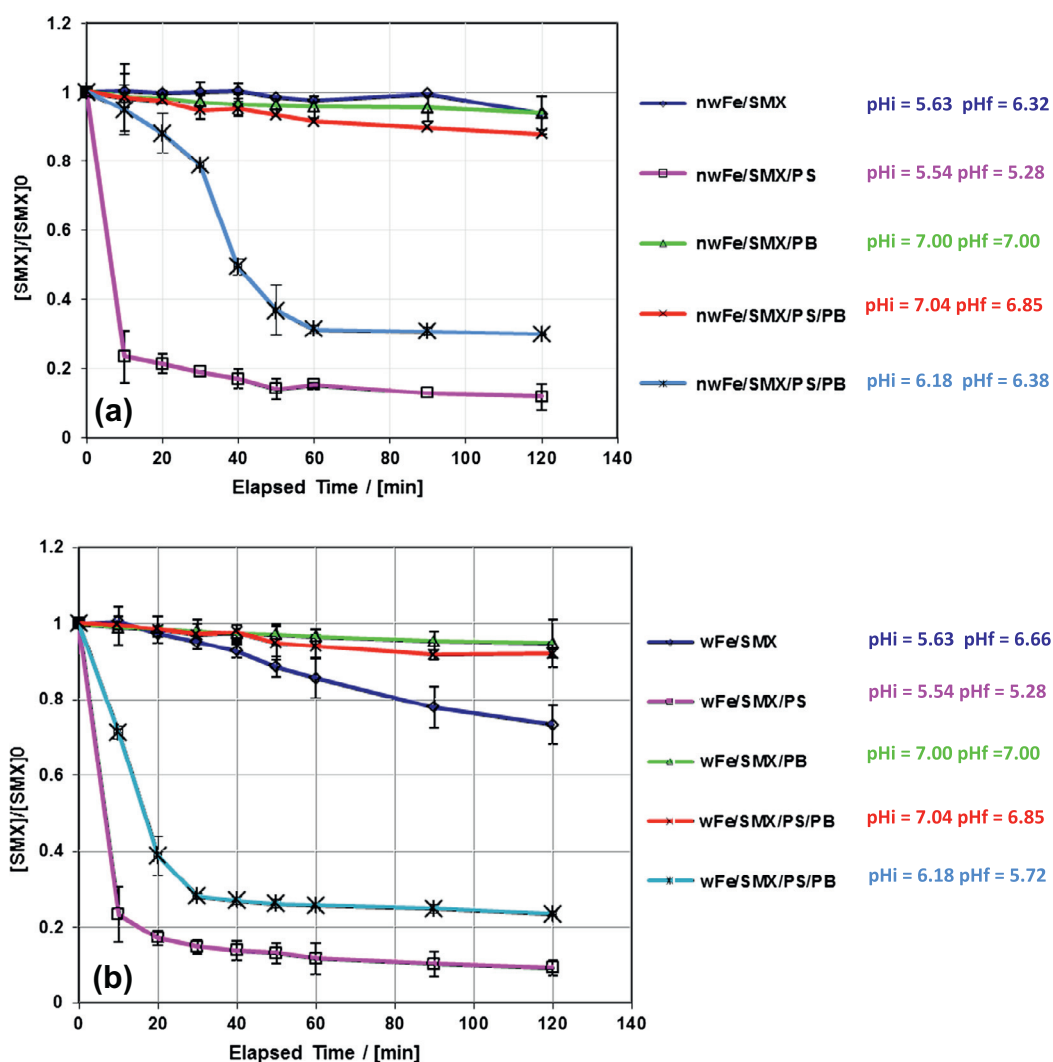 1.2
1
0.8
0.6
0.4
0.2
0
[SMX]/[SMX]0
(a)
0 20 40 60 80 100 120 140
Elapsed Time / [min]
nwFe/SMX pHi = 5.63 pHf = 6.32
nwFe/SMX/PS pHi = 5.54 pHf = 5.28
nwFe/SMX/PB pHi = 7.00 pHf =7.00
nwFe/SMX/PS/PB pHi = 7.04 pHf = 6.85
nwFe/SMX/PS/PB pHi = 6.18 pHf = 6.38
1.2
1
0.8
0.6
0.4
0.2
0
[SMX]/[SMX]0
(b)
0 20 40 60 80 100 120 140
Elapsed Time / [min]
wFe/SMX pHi = 5.63 pHf = 6.66
wFe/SMX/PS pHi = 5.54 pHf = 5.28
wFe/SMX/PB pHi = 7.00 pHf =7.00
wFe/SMX/PS/PB pHi = 7.04 pHf = 6.85
wFe/SMX/PS/PB pHi = 6.18 pHf = 5.72